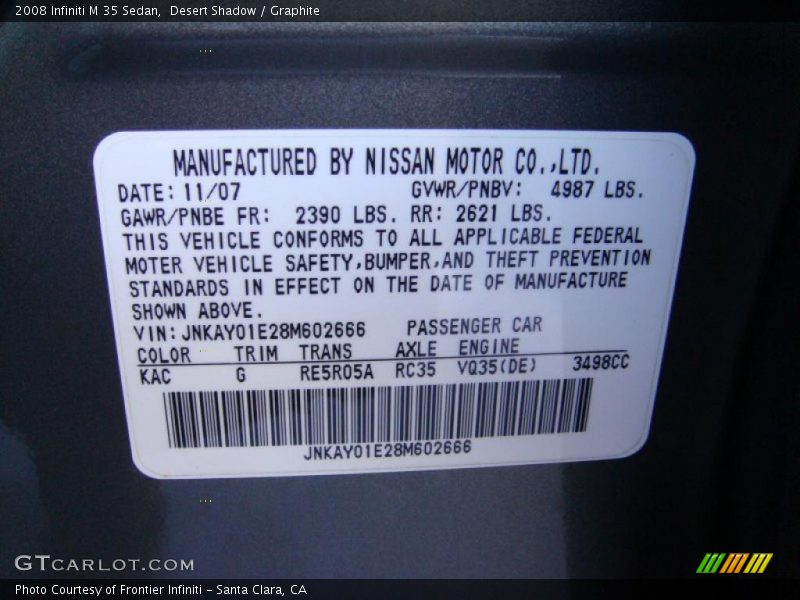 2008 Infiniti M 35 Sedan,  Desert Shadow / Graphite
MANUFACTURED BY NISSAN MOTOR CO.,LTD.
DATE: 11/07 GVWR/PNBV: 4987 LBS.
GAWR/PNBE FR: 2390 LBS. RR: 2621 LBS.
THIS VEHICLE CONFORMS TO ALL APPLICABLE FEDERAL
MOTER VEHICLE SAFETY,BUMPER,AND THEFT PREVENTION
STANDARDS IN EFFECT ON THE DATE OF MANUFACTURE
SHOWN ABOVE.
VIN: JNKAY01E28M602666 PASSENGER CAR
COLOR TRIM TRANS AXLE ENGINE
KAC G RE5R05A RC35 VQ35(DE) 3498CC
JNKAY01E28M602666
GTCARLOT.COM
Photo Courtesy of Frontier Infiniti - Santa Clara, CA